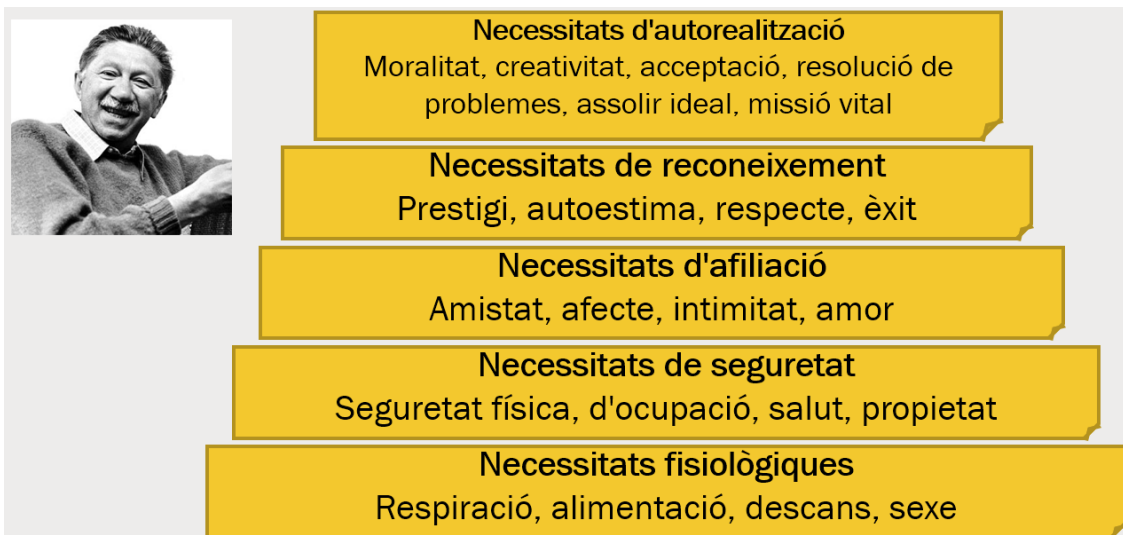 Necessitats d'autorealització
Moralitat, creativitat, acceptació, resolució de
problemes, assolir ideal, missió vital
Necessitats de reconeixement
Prestigi, autoestima, respecte, èxit
Necessitats d'afiliació
Amistat, afecte, intimitat, amor
Necessitats de seguretat
Seguretat física, d'ocupació, salut, propietat
Necessitats fisiològiques
Respiració, alimentació, descans, sexe